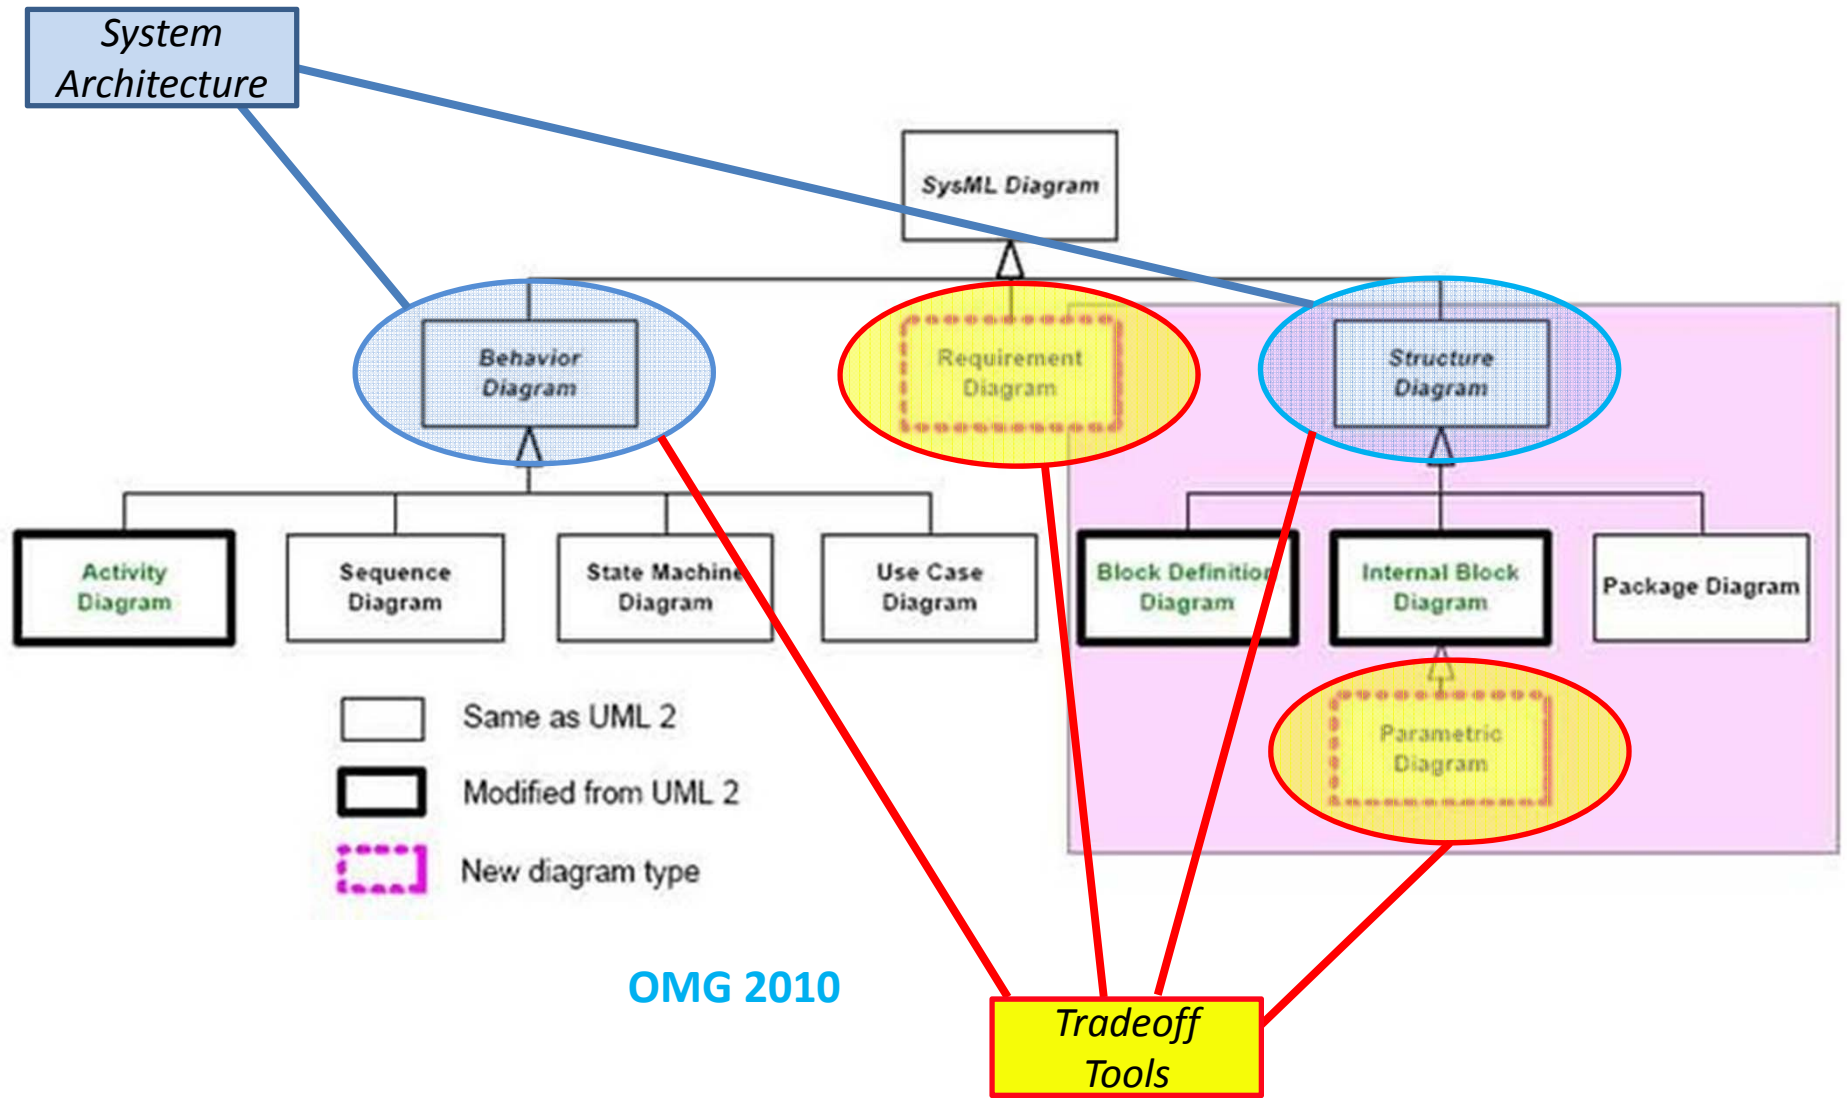 System
Architecture
SysML Diagram
Behavior
Diagram
Requirement
Diagram
Structure
Diagram
Activity
Diagram
Sequence
Diagram
State Machine
Diagram
Use Case
Diagram
Block Definition
Diagram
Internal Block
Diagram
Package Diagram
Parametric
Diagram
Same as UML 2
Modified from UML 2
New diagram type
OMG 2010
Tradeoff
Tools